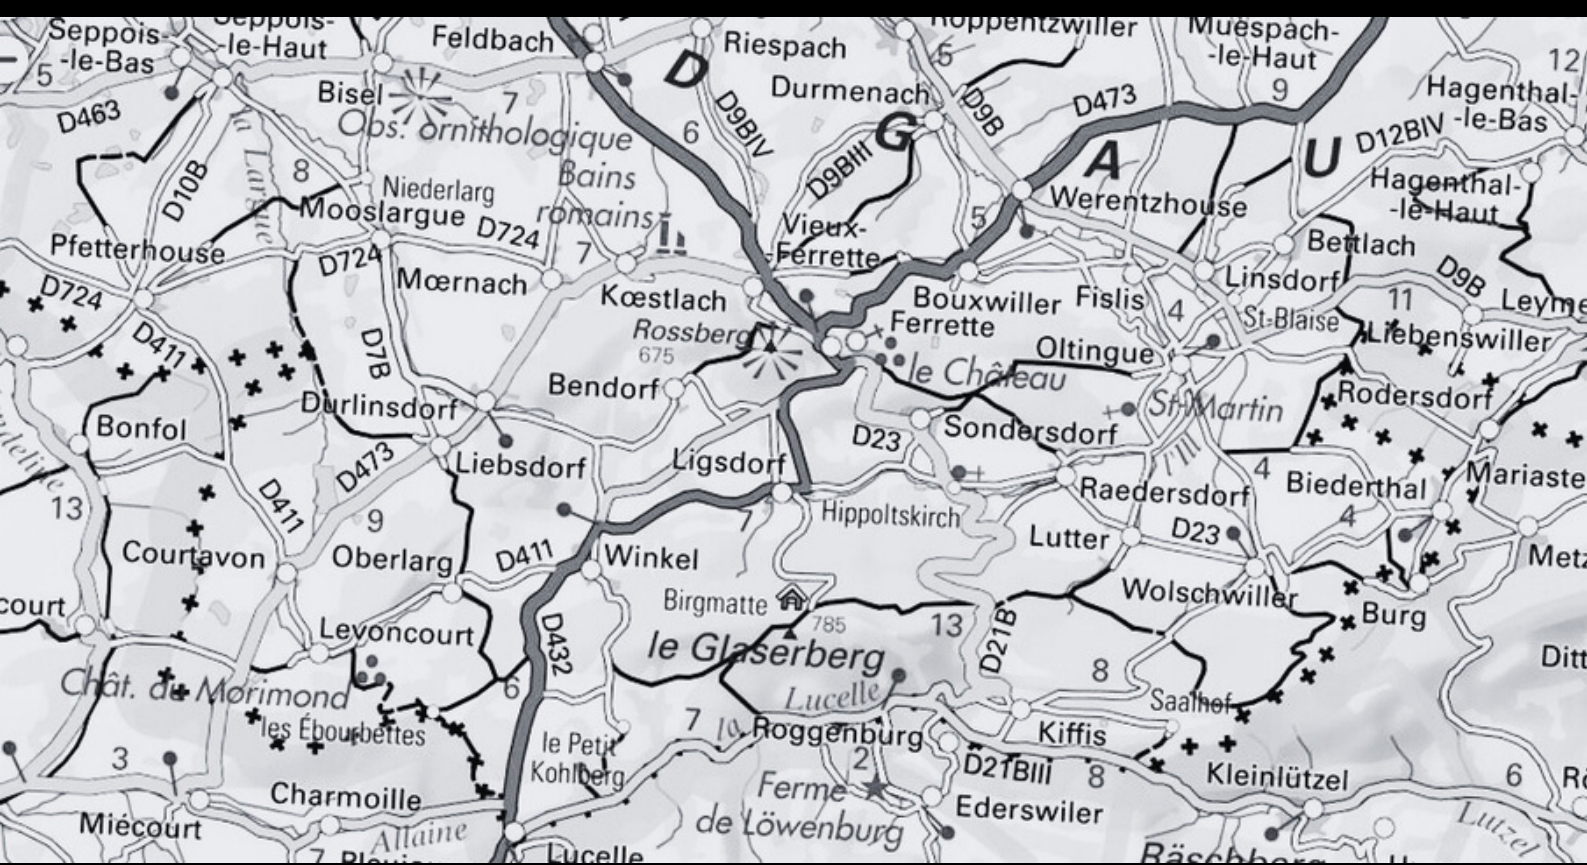 Seppois-
-le-Bas
Seppois-
-le-Haut
Feldbach
Riespach
Roppentzwiller
Muespach-
-le-Haut
12
5
Bisel
7
D
Durmenach
5
D473
9
Hagenthal-
-le-Bas
D463
Obs. ornithologique
6
D9BIV
G
D9B
A
U
D12BIV
la Largue
8
Bains
romains
D9BIII
Hagenthal-
-le-Haut
D10B
Niederlarg
Mooslargue
D724
7
Vieux-
-Ferrette
5
Werentzhouse
Bettlach
Pfetterhouse
D724
Mœrnach
Kœstlach
Bouxwiller
Fislis
Linsdorf
D9B
11
Leyme
D724
D411
D7B
Rossberg
675
Ferrette
4
St-Blaise
Liebenswiller
le Château
Oltingue
Bendorf
Rodersdorf
Durlinsdorf
St-Martin
Bonfol
D23
Sondersdorf
D473
Liebsdorf
Ligsdorf
4
Biederthal
Mariaste
13
D411
9
7
Hippoltskirch
Raedersdorf
4
Courtavon
Oberlarg
D411
Winkel
Lutter
D23
Metz
court
Birgmatte
785
Wolschwiller
Burg
Levoncourt
D432
le Glaserberg
13
D21B
Ditt
Chât. du Morimond
6
Lucelle
8
Saalhof
les Ébourbettes
7
la
Roggenburg
Kiffis
3
le Petit
Kohlberg
2
D21BIII
8
Kleinlützel
6
Charmoille
Ferme
de Löwenburg
Ederswiler
Miécourt
Allaine
Lutzel
7
Lucelle
Räschberg